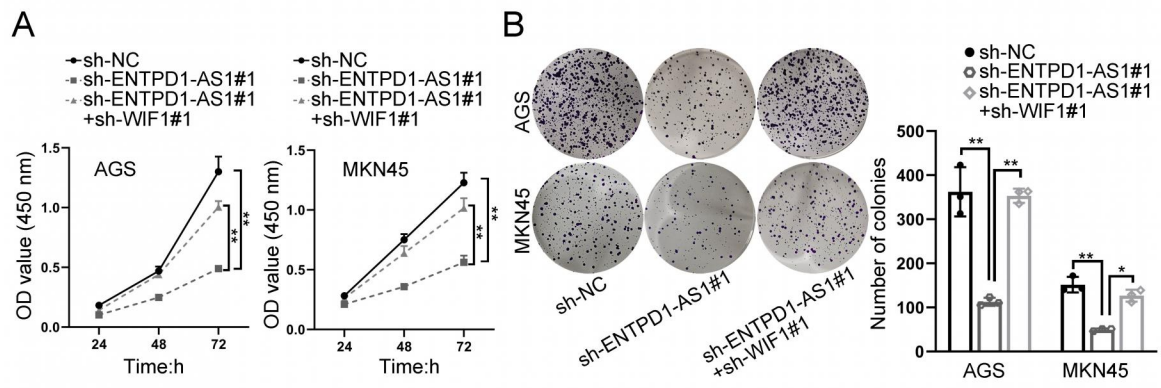 A
sh-NC
sh-ENTPD1-AS1#1
sh-ENTPD1-AS1#1
+sh-WIF1#1
1.5
1.0
0.5
0.0
OD value (450 nm)
AGS
**
**
24
48
72
Time:h
sh-NC
sh-ENTPD1-AS1#1
sh-ENTPD1-AS1#1
+sh-WIF1#1
1.5
1.0
0.5
0.0
OD value (450 nm)
MKN45
**
**
24
48
72
Time:h
B
AGS
MKN45
sh-NC
sh-ENTPD1-AS1#1
sh-ENTPD1-AS1#1
+sh-WIF1#1
sh-NC
sh-ENTPD1-AS1#1
sh-ENTPD1-AS1#1
+sh-WIF1#1
500
400
300
200
100
0
Number of colonies
**
**
**
*
AGS
MKN45